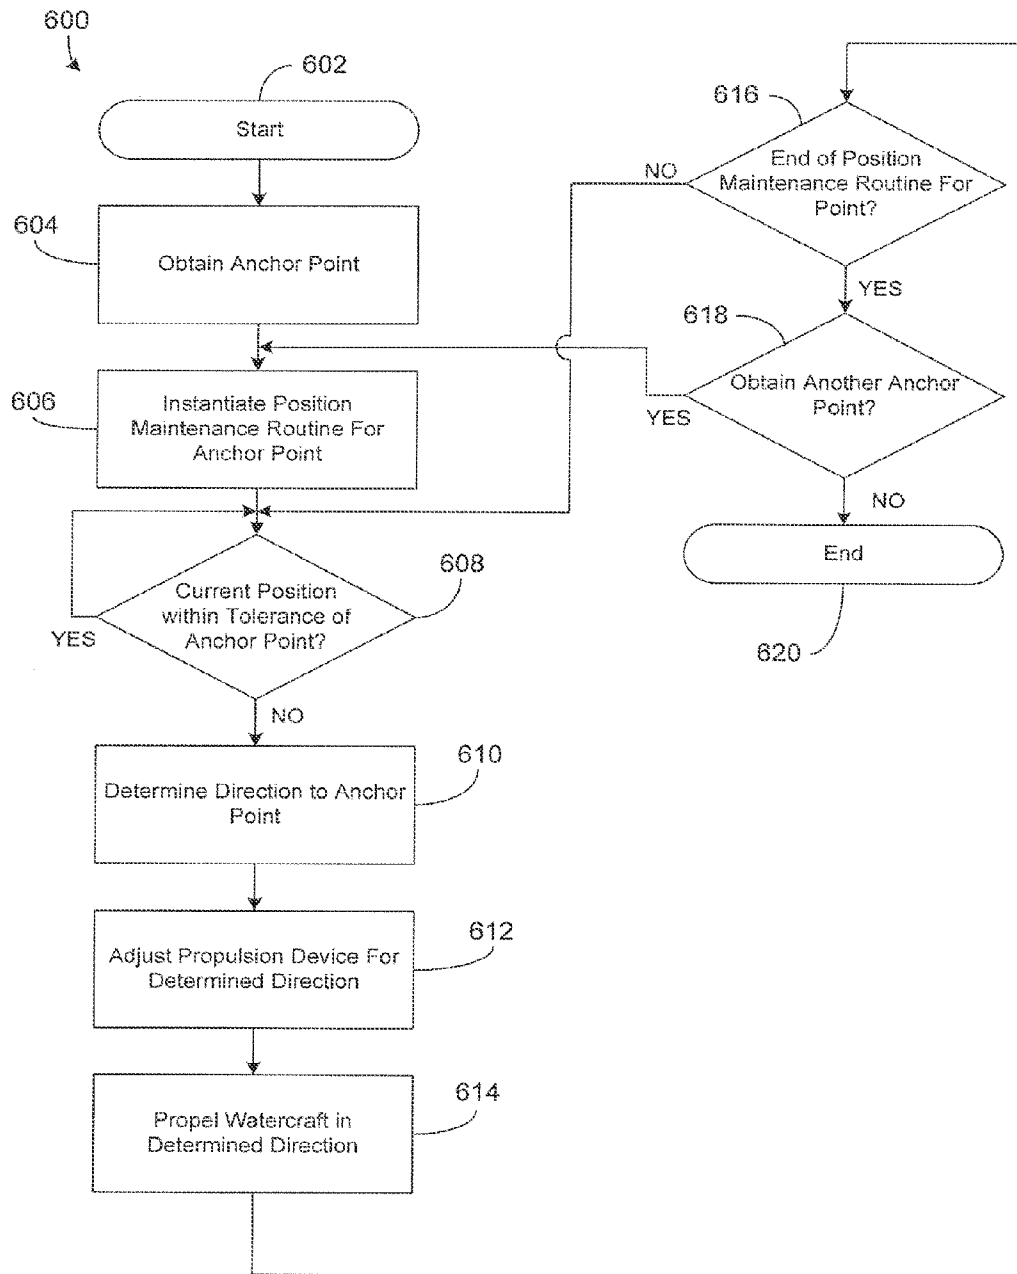 600
602
Start
604
Obtain Anchor Point
606
Instantiate Position
Maintenance Routine For
Anchor Point
608
Current Position
within Tolerance of
Anchor Point?
YES
NO
610
Determine Direction to Anchor
Point
612
Adjust Propulsion Device For
Determined Direction
614
Propel Watercraft in
Determined Direction
616
End of Position
Maintenance Routine For
Point?
NO
YES
618
Obtain Another Anchor
Point?
YES
NO
End
620